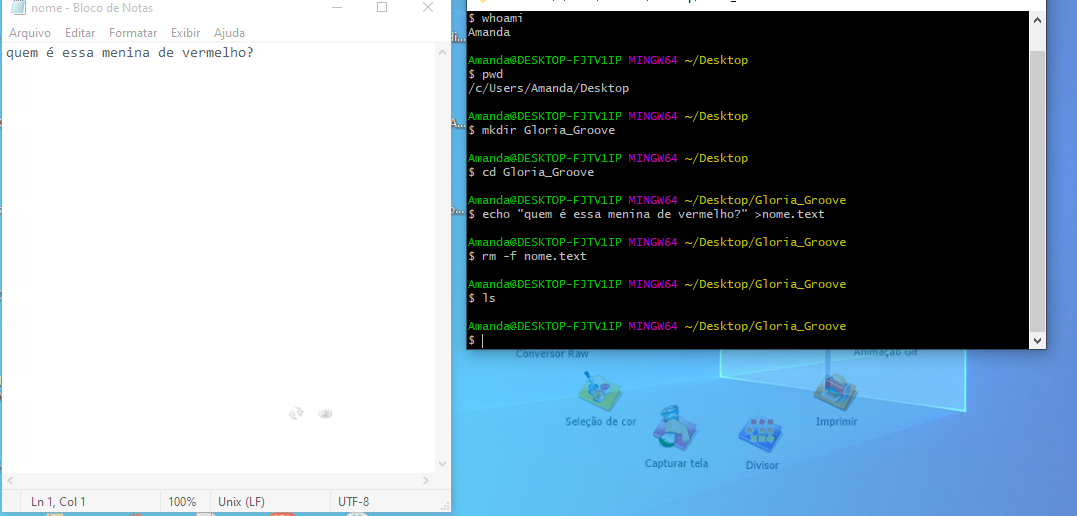 nome - Bloco de Notas
Arquivo Editar Formatar Exibir Ajuda
quem é essa menina de vermelho?
Ln 1, Col 1 100% Unix (LF) UTF-8
$ whoami
Amanda
Amanda@DESKTOP-FJTV1IP MINGW64 ~/Desktop
$ pwd
/c/Users/Amanda/Desktop
Amanda@DESKTOP-FJTV1IP MINGW64 ~/Desktop
$ mkdir Gloria_Groove
Amanda@DESKTOP-FJTV1IP MINGW64 ~/Desktop
$ cd Gloria_Groove
Amanda@DESKTOP-FJTV1IP MINGW64 ~/Desktop/Gloria_Groove
$ echo "quem é essa menina de vermelho?" >nome.text
Amanda@DESKTOP-FJTV1IP MINGW64 ~/Desktop/Gloria_Groove
$ rm -f nome.text
Amanda@DESKTOP-FJTV1IP MINGW64 ~/Desktop/Gloria_Groove
$ ls
Amanda@DESKTOP-FJTV1IP MINGW64 ~/Desktop/Gloria_Groove
$
Conversor Raw
Animação Gif
Seleção de cor
Imprimir
Capturar tela
Divisor